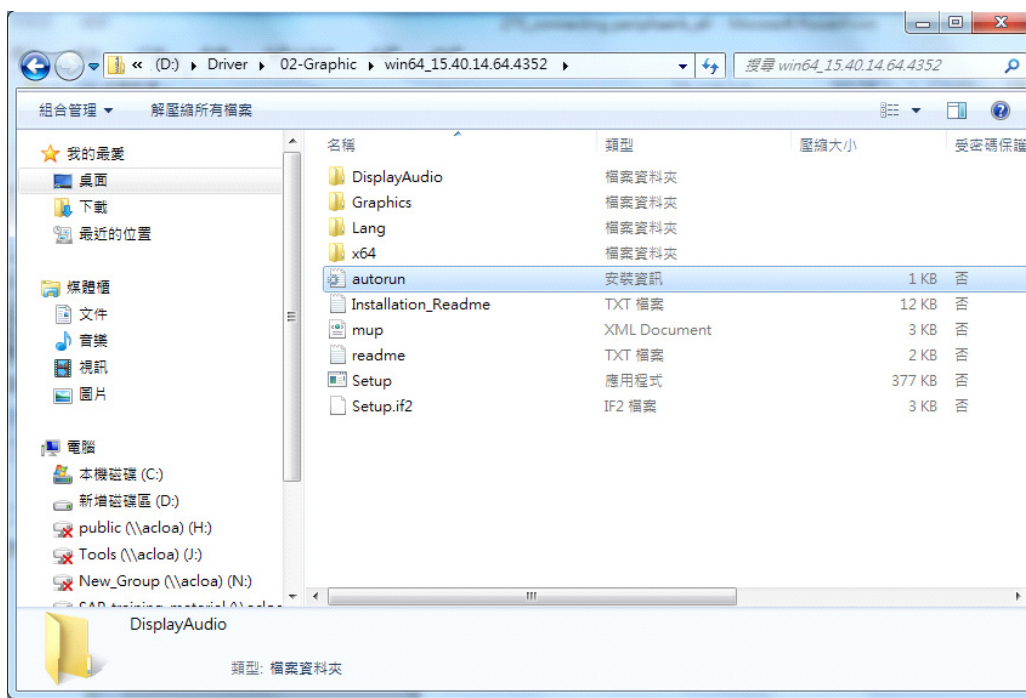 « (D:) ▸ Driver ▸ 02-Graphic ▸ win64_15.40.14.64.4352 ▸
搜尋 win64_15.40.14.64.4352
組合管理 解壓縮所有檔案
我的最愛
桌面
下載
最近的位置
媒體櫃
文件
音樂
視訊
圖片
電腦
本機磁碟 (C:)
新增磁碟區 (D:)
public (\\acloa) (H:)
Tools (\\acloa) (J:)
New_Group (\\acloa) (N:)
名稱 類型 壓縮大小 受密碼保護
DisplayAudio 檔案資料夾
Graphics 檔案資料夾
Lang 檔案資料夾
x64 檔案資料夾
autorun 安裝資訊 1 KB 否
Installation_Readme TXT 檔案 12 KB 否
mup XML Document 3 KB 否
readme TXT 檔案 2 KB 否
Setup 應用程式 377 KB 否
Setup.if2 IF2 檔案 3 KB 否
DisplayAudio
類型: 檔案資料夾